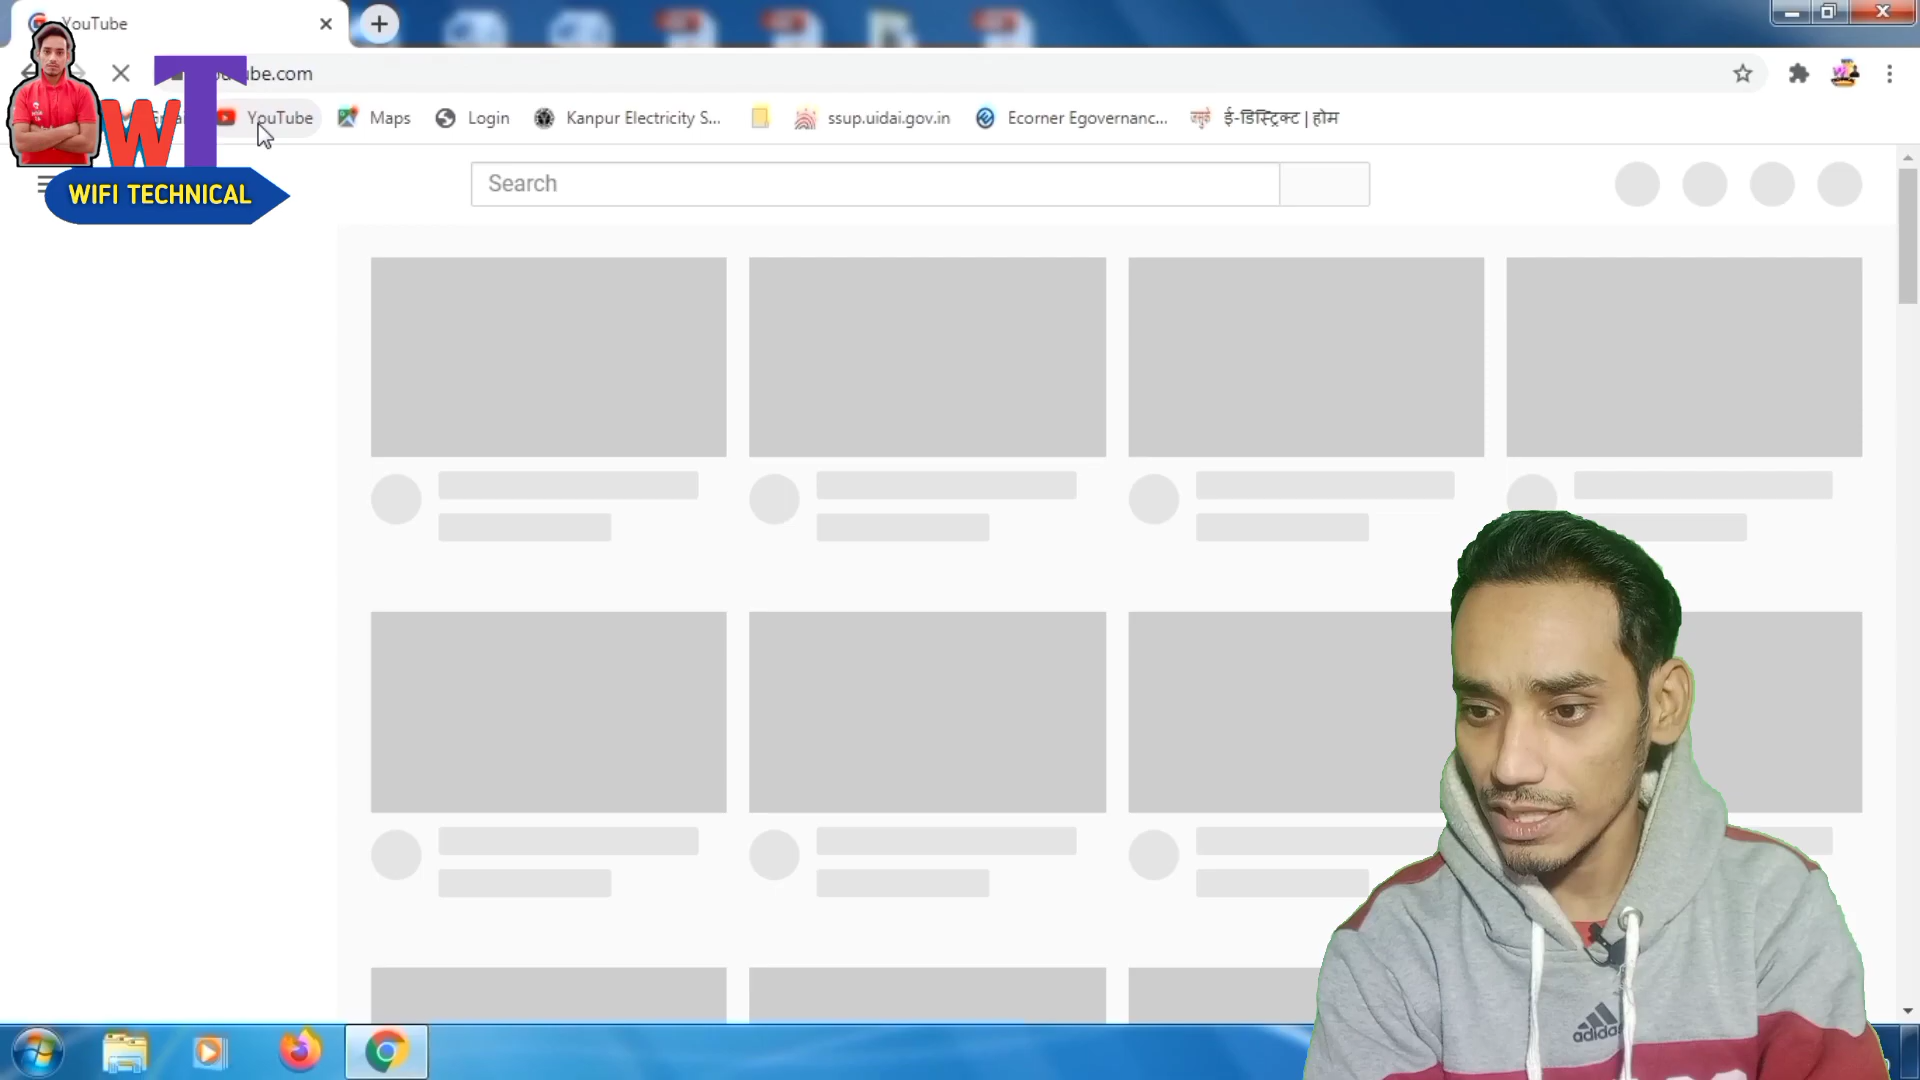 YouTube
be.com
YouTube
Maps
Login
Kanpur Electricity S...
ssup.uidai.gov.in
Ecorner Egovernanc...
ई-डिस्ट्रिक्ट | होम
WT
WIFI TECHNICAL
Search
adidas